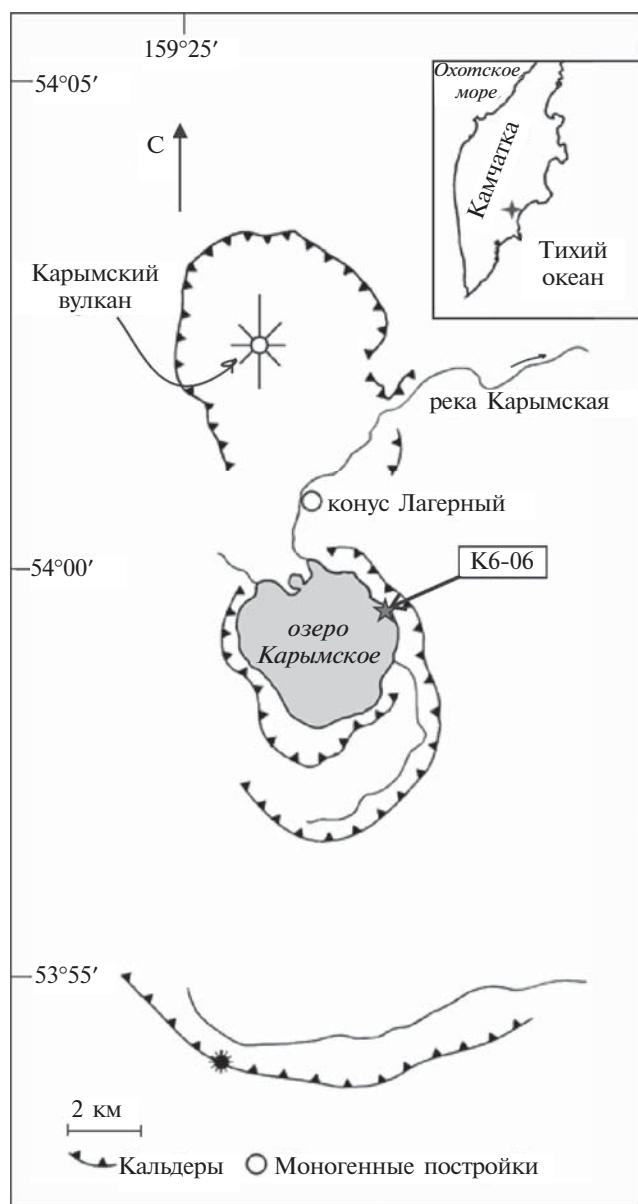 159°25′
54°05′
Охотское
море
С
Камчатка
Тихий
океан
Карымский
вулкан
река Карымская
конус Лагерный
54°00′
К6-06
озеро
Карымское
53°55′
2 км
Кальдеры
Моногенные постройки